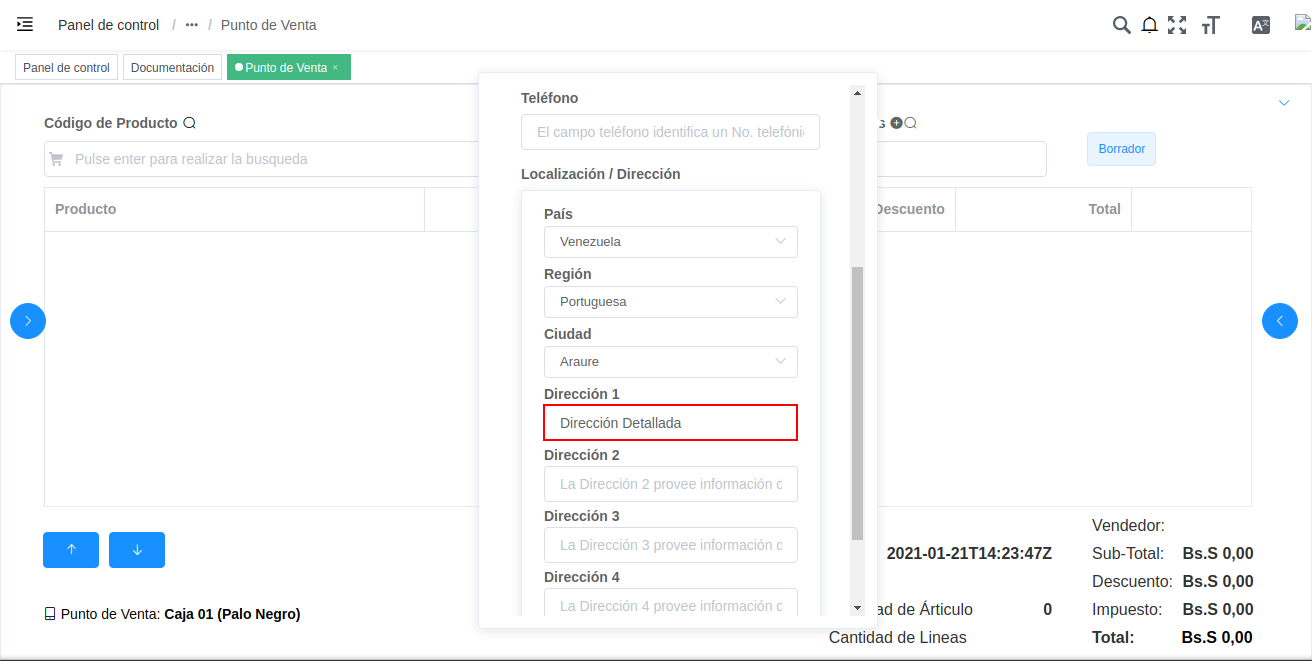 Panel de control / ••• / Punto de Venta
Panel de control
Documentación
Punto de Venta ×
Código de Producto
Pulse enter para realizar la busqueda
Borrador
Producto
Descuento
Total
Teléfono
El campo teléfono identifica un No. telefóni
Localización / Dirección
País
Venezuela
Región
Portuguesa
Ciudad
Araure
Dirección 1
Dirección Detallada
Dirección 2
La Dirección 2 provee información d
Dirección 3
La Dirección 3 provee información d
Dirección 4
La Dirección 4 provee información d
Punto de Venta: Caja 01 (Palo Negro)
2021-01-21T14:23:47Z
ad de Árticulo 0
Cantidad de Lineas
Vendedor:
Sub-Total: Bs.S 0,00
Descuento: Bs.S 0,00
Impuesto: Bs.S 0,00
Total: Bs.S 0,00